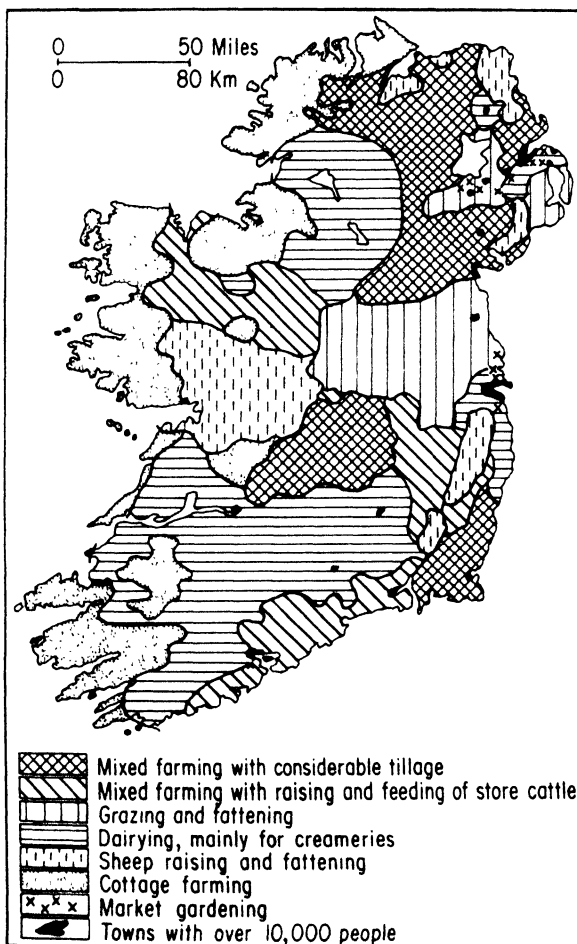 0 50 Miles
0 80 Km
Mixed farming with considerable tillage
Mixed farming with raising and feeding of store cattle
Grazing and fattening
Dairying, mainly for creameries
Sheep raising and fattening
Cottage farming
Market gardening
Towns with over 10,000 people